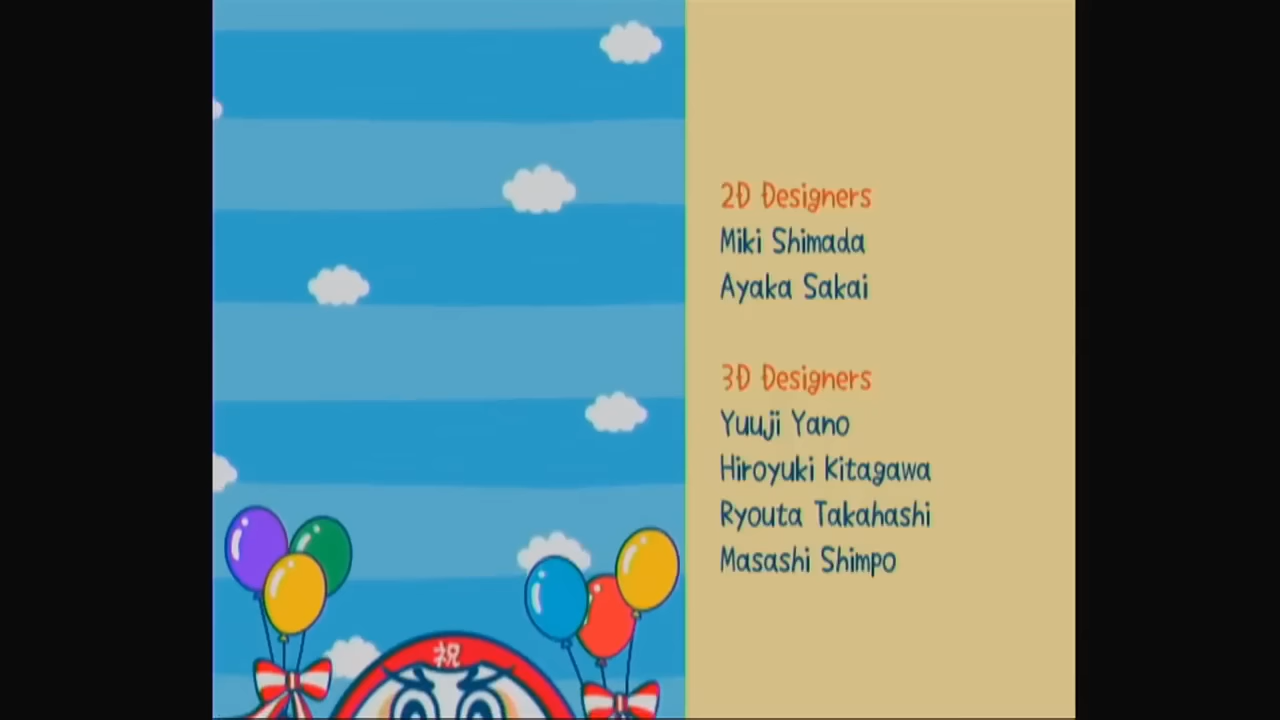 2D Designers
Miki Shimada
Ayaka Sakai
3D Designers
Yuuji Yano
Hiroyuki Kitagawa
Ryouta Takahashi
Masashi Shimpo
祝